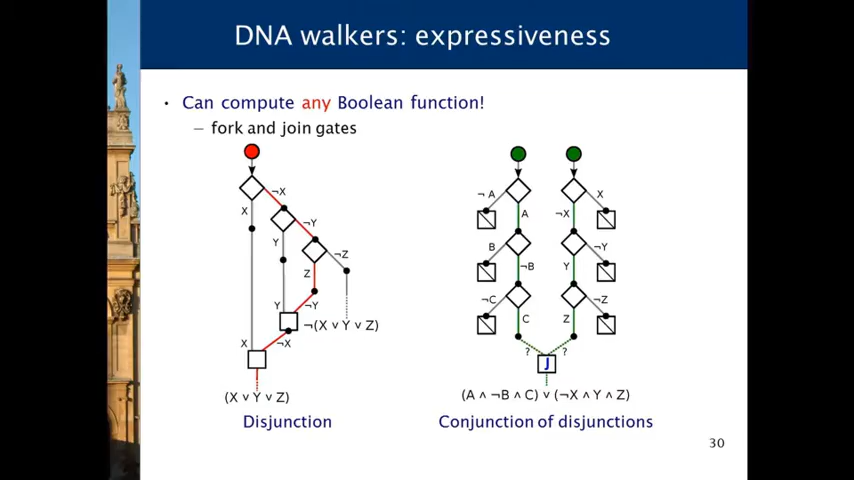 DNA walkers: expressiveness
• Can compute any Boolean function!
– fork and join gates
¬X
X
¬Y
Y
¬Z
Z
Y
¬Y
¬(X ∨ Y ∨ Z)
X
¬X
(X ∨ Y ∨ Z)
Disjunction
¬ A
A
B
¬B
¬C
C
?
X
¬X
¬Y
Y
¬Z
Z
?
J
(A ∧ ¬B ∧ C) ∨ (¬X ∧ Y ∧ Z)
Conjunction of disjunctions
30